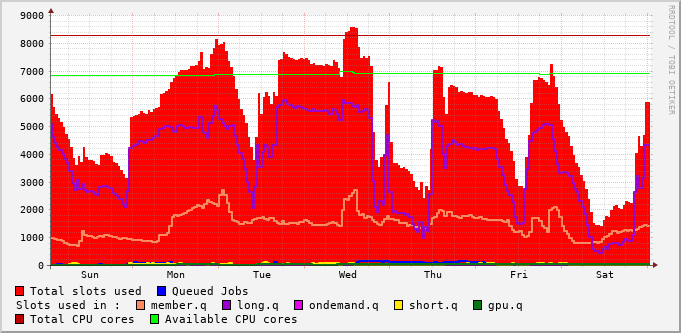 9000
8000
7000
6000
5000
4000
3000
2000
1000
0
Sun Mon Tue Wed Thu Fri Sat
RRDTOOL / TOBI OETIKER
Total slots used Queued Jobs
Slots used in : member.q long.q ondemand.q short.q gpu.q
Total CPU cores Available CPU cores